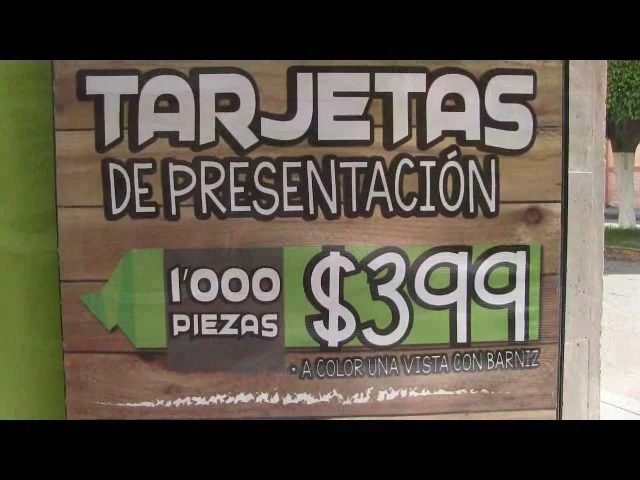 TARJETAS
DE PRESENTACIÓN
1'000
PIEZAS
$399
• A COLOR UNA VISTA CON BARNIZ